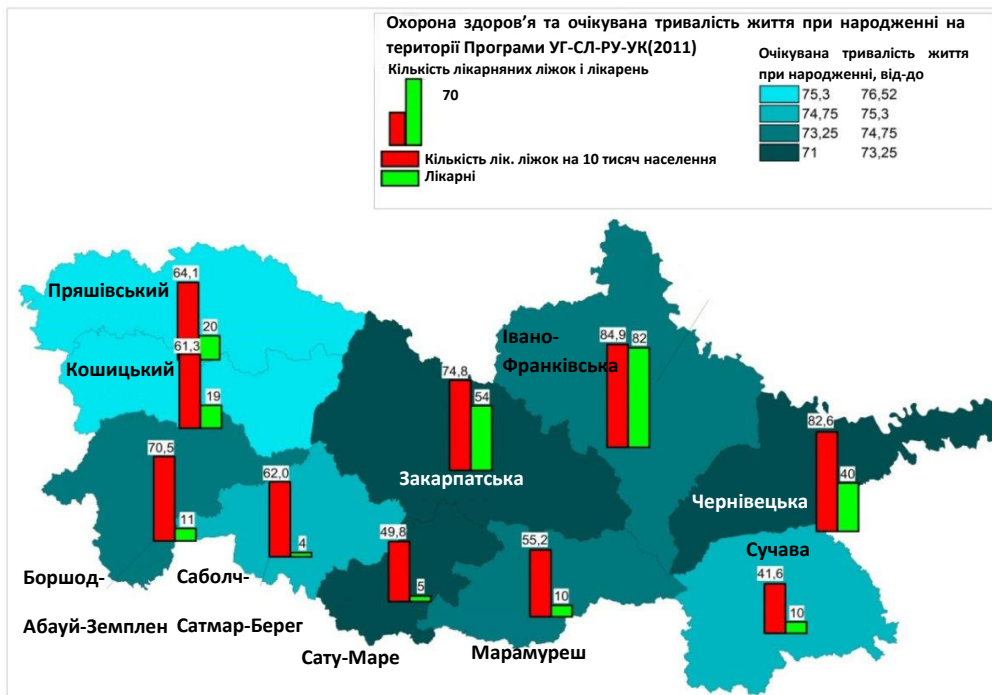 Охорона здоров’я та очікувана тривалість життя при народженні на
території Програми УГ-СЛ-РУ-УК(2011)
Кількість лікарняних ліжок і лікарень
70
Кількість лік. ліжок на 10 тисяч населення
Лікарні
Очікувана тривалість життя
при народженні, від-до
75,3 76,52
74,75 75,3
73,25 74,75
71 73,25
Пряшівський
64,1
20
Кошицький
61,3
19
Івано-
Франківська
84,9
82
74,8
54
Закарпатська
82,6
40
Чернівецька
70,5
11
Боршод-
Абауй-Земплен
62,0
4
Саболч-
Сатмар-Берег
49,8
5
Сату-Маре
55,2
10
Марамуреш
Сучава
41,6
10